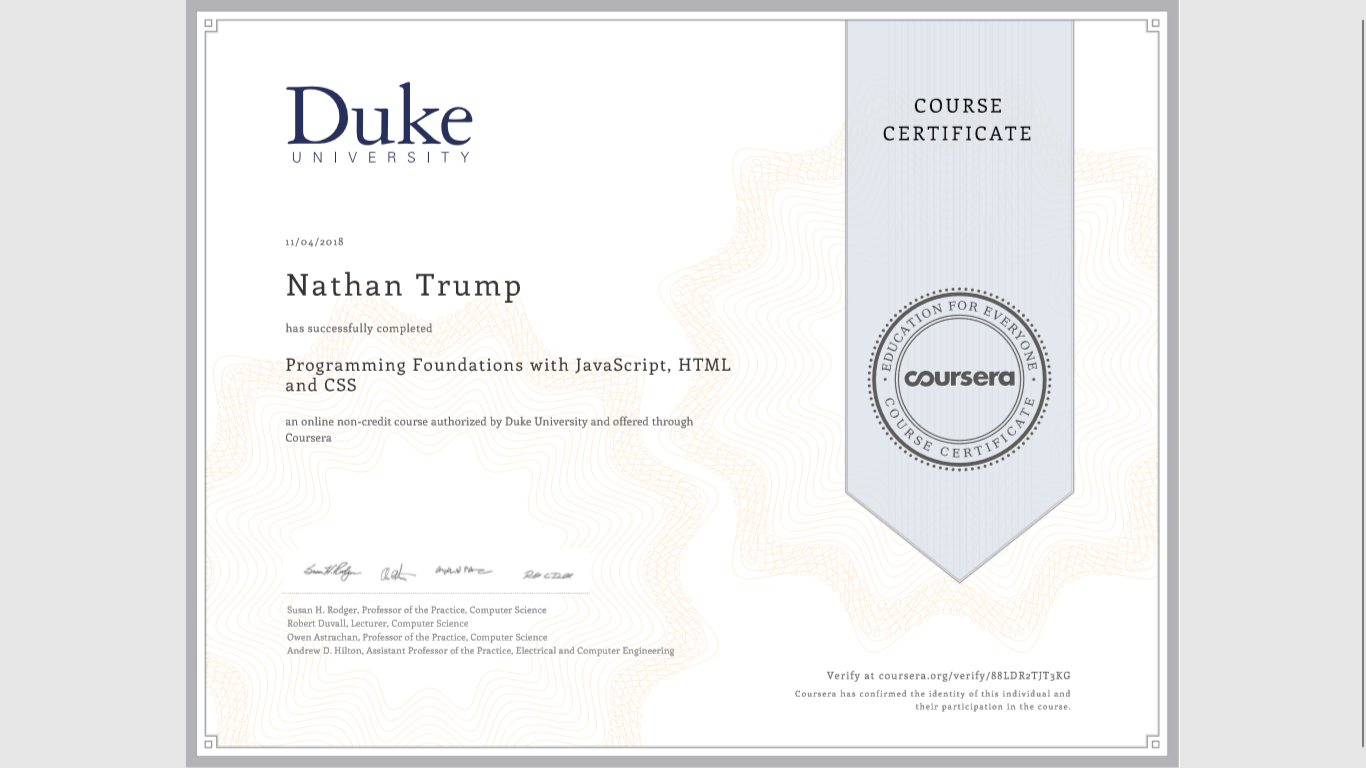 Duke
UNIVERSITY
COURSE
CERTIFICATE
11/04/2018
Nathan Trump
has successfully completed
Programming Foundations with JavaScript, HTML
and CSS
an online non-credit course authorized by Duke University and offered through
Coursera
EDUCATION FOR EVERYONE
coursera
COURSE CERTIFICATE
Susan H. Rodger, Professor of the Practice, Computer Science
Robert Duvall, Lecturer, Computer Science
Owen Astrachan, Professor of the Practice, Computer Science
Andrew D. Hilton, Assistant Professor of the Practice, Electrical and Computer Engineering
Verify at coursera.org/verify/88LDR2TJT3KG
Coursera has confirmed the identity of this individual and
their participation in the course.